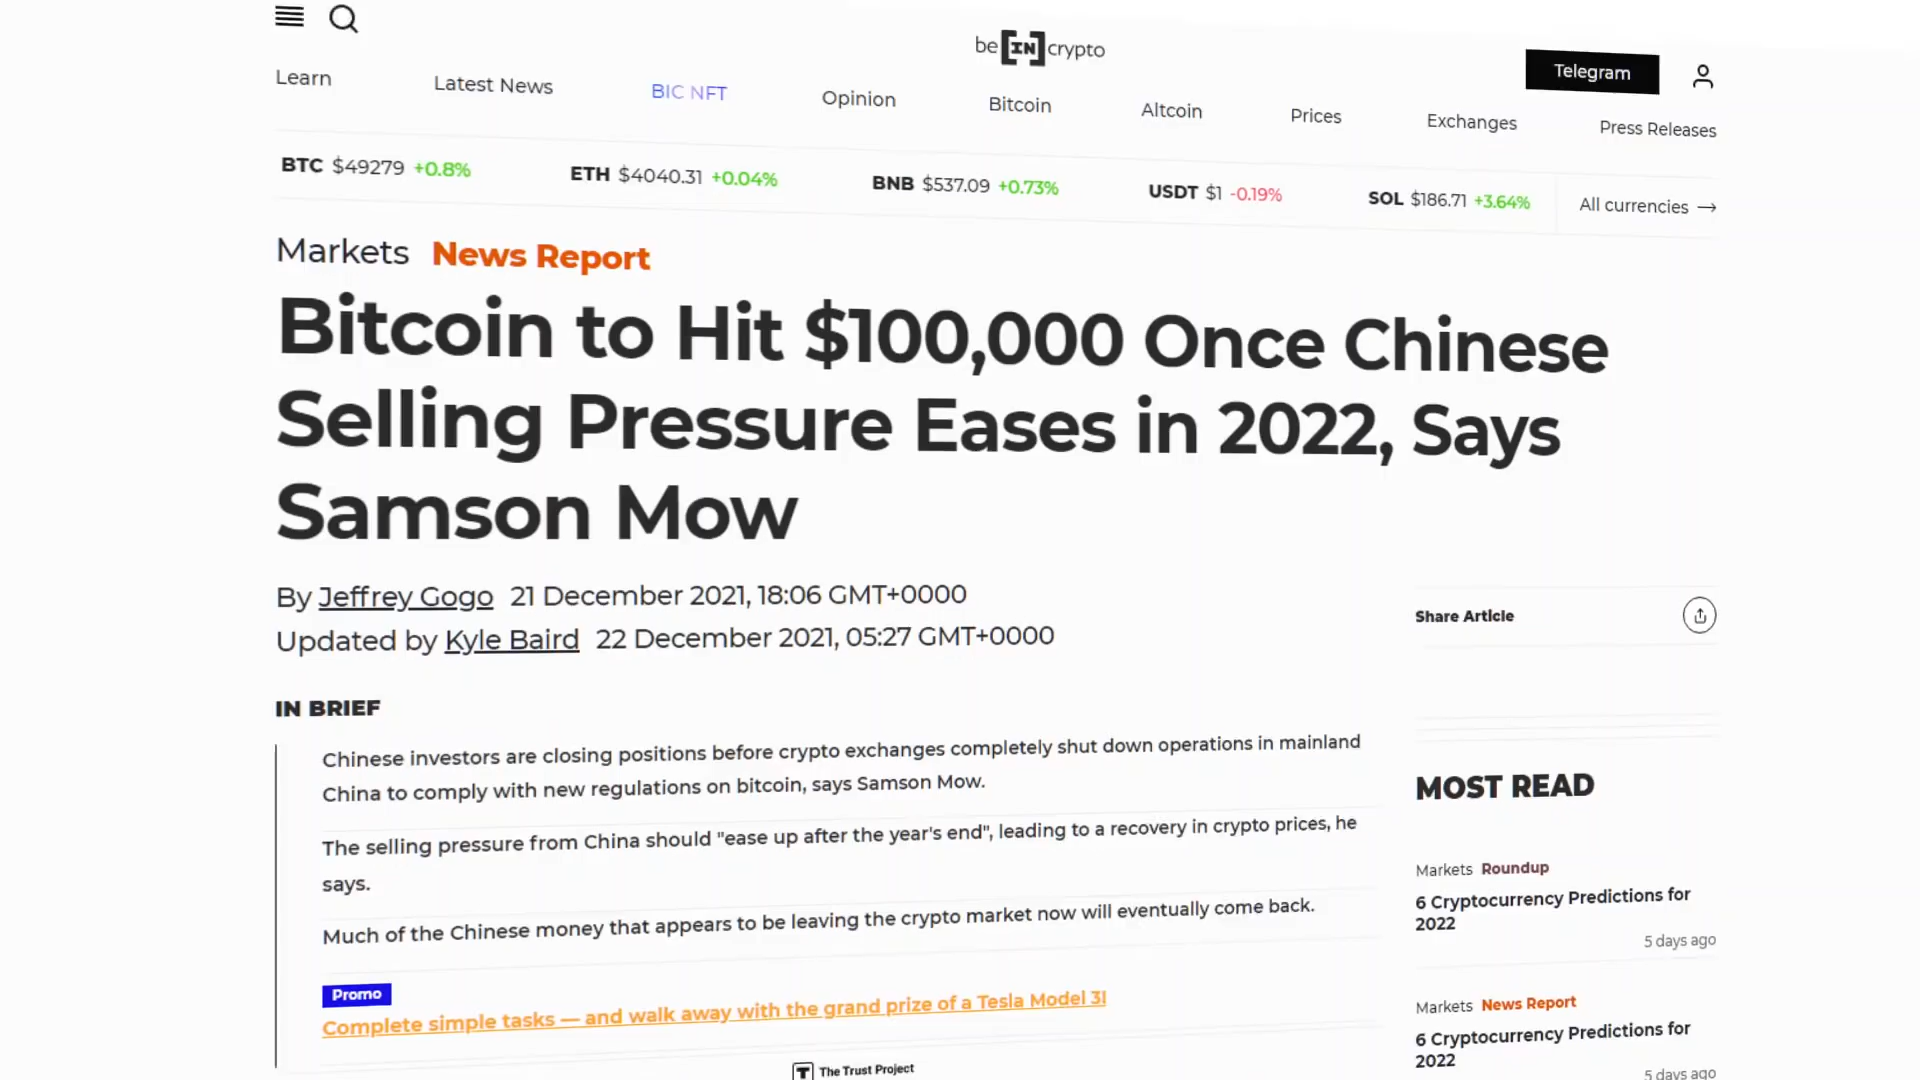 be[IN]crypto
Telegram
Learn Latest News BIC NFT Opinion Bitcoin Altcoin Prices Exchanges Press Releases
BTC $49279 +0.8% ETH $4040.31 +0.04% BNB $537.09 +0.73% USDT $1 -0.19% SOL $186.71 +3.64% All currencies →
Markets News Report
Bitcoin to Hit $100,000 Once Chinese
Selling Pressure Eases in 2022, Says
Samson Mow
By Jeffrey Gogo 21 December 2021, 18:06 GMT+0000
Updated by Kyle Baird 22 December 2021, 05:27 GMT+0000
IN BRIEF
Chinese investors are closing positions before crypto exchanges completely shut down operations in mainland
China to comply with new regulations on bitcoin, says Samson Mow.
The selling pressure from China should "ease up after the year's end", leading to a recovery in crypto prices, he
says.
Much of the Chinese money that appears to be leaving the crypto market now will eventually come back.
Promo
Complete simple tasks — and walk away with the grand prize of a Tesla Model 3!
T The Trust Project
Share Article
MOST READ
Markets Roundup
6 Cryptocurrency Predictions for
2022
5 days ago
Markets News Report
6 Cryptocurrency Predictions for
2022
5 days ago